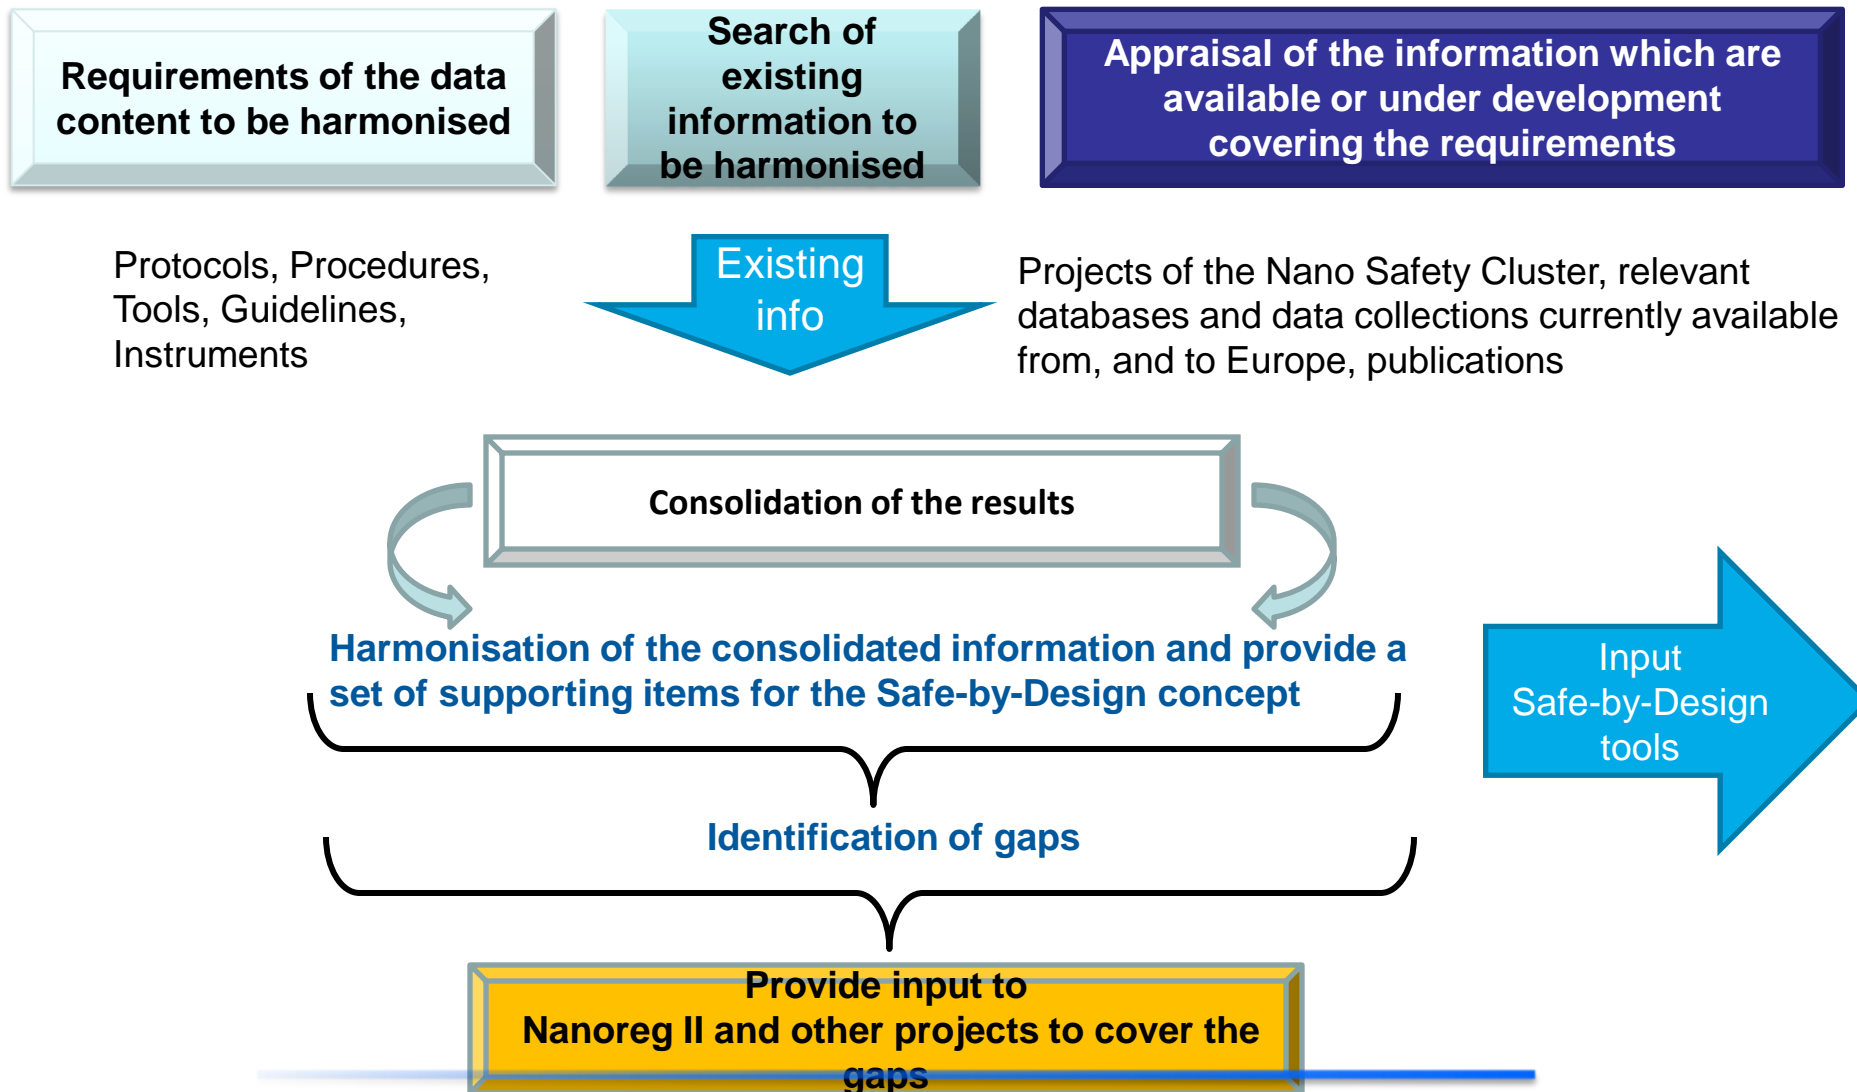 Requirements of the data
content to be harmonised
Search of
existing
information to
be harmonised
Appraisal of the information which are
available or under development
covering the requirements
Protocols, Procedures,
Tools, Guidelines,
Instruments
Existing
info
Projects of the Nano Safety Cluster, relevant
databases and data collections currently available
from, and to Europe, publications
Consolidation of the results
Harmonisation of the consolidated information and provide a
set of supporting items for the Safe-by-Design concept
Input
Safe-by-Design
tools
Identification of gaps
Provide input to
Nanoreg II and other projects to cover the
gaps